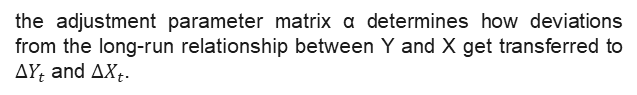 the adjustment parameter matrix α determines how deviations
from the long-run relationship between Y and X get transferred to
ΔYₜ and ΔXₜ.